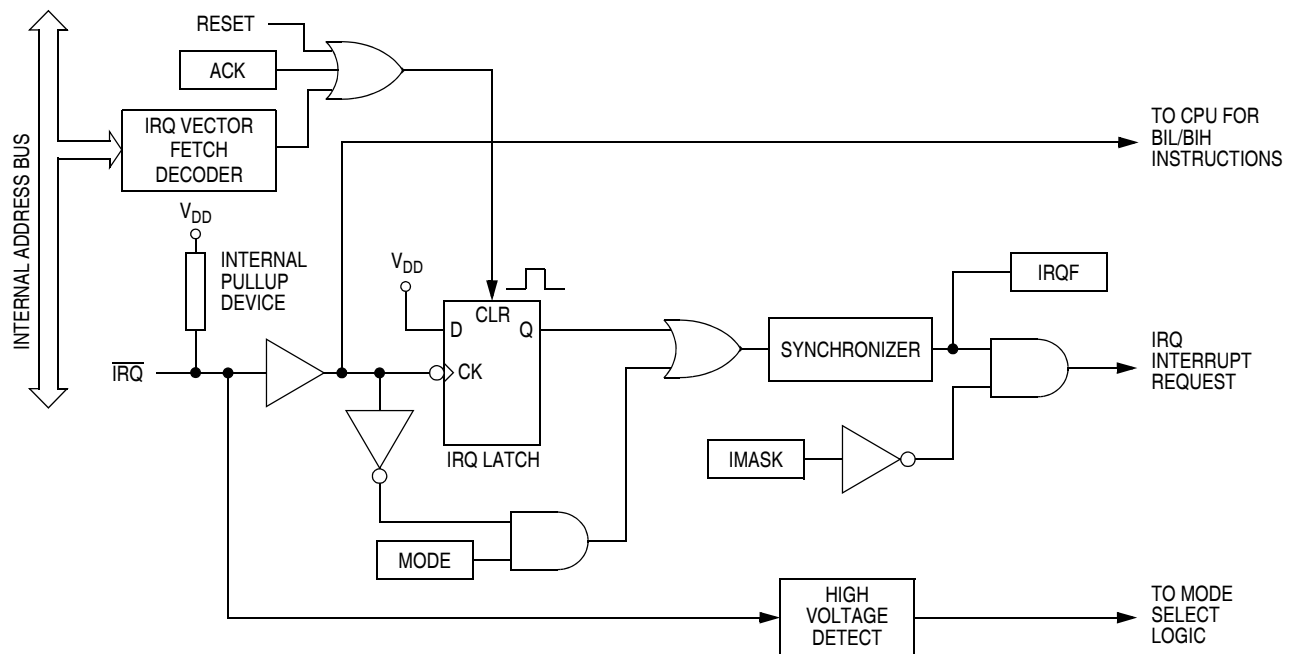 RESET
ACK
INTERNAL ADDRESS BUS
IRQ VECTOR
FETCH
DECODER
TO CPU FOR
BIL/BIH
INSTRUCTIONS
VDD
INTERNAL
PULLUP
DEVICE
VDD
D
CLR
Q
CK
IRQ LATCH
IRQ
SYNCHRONIZER
IRQF
IRQ
INTERRUPT
REQUEST
IMASK
MODE
HIGH
VOLTAGE
DETECT
TO MODE
SELECT
LOGIC